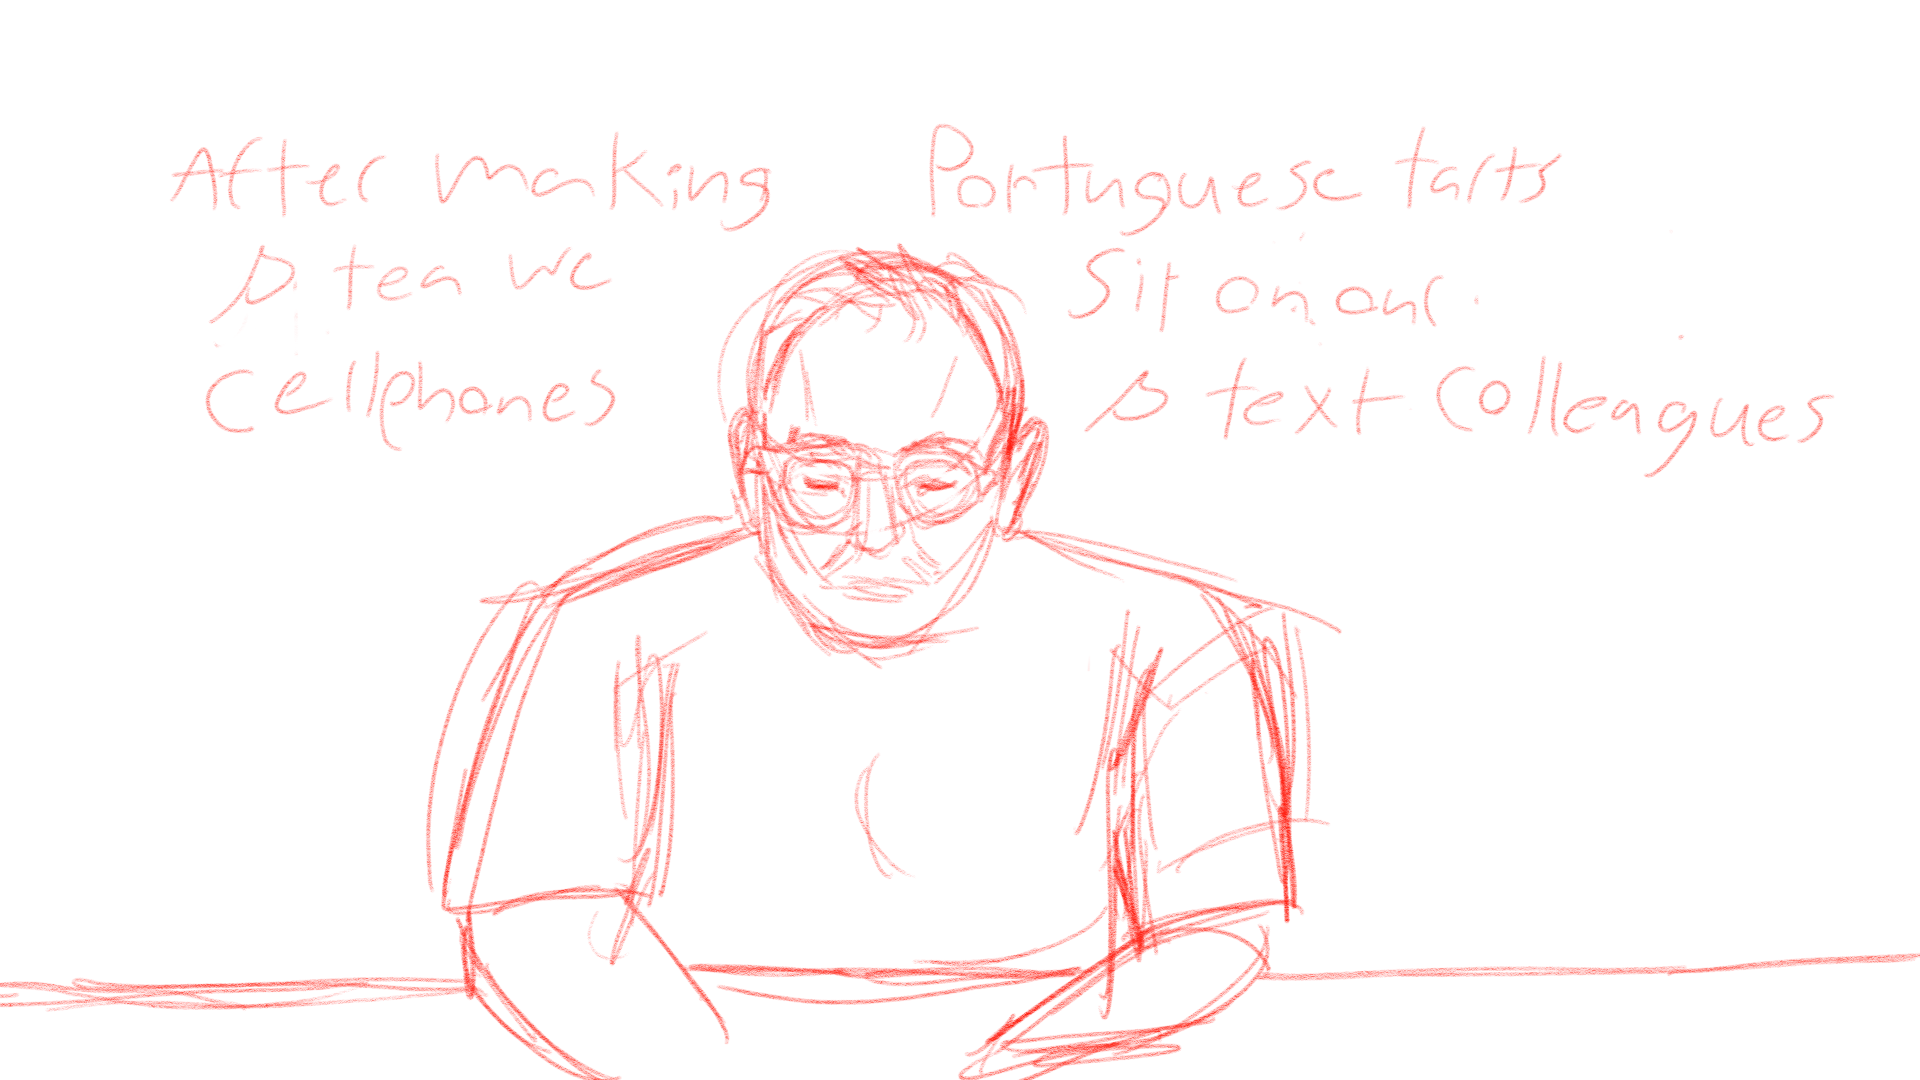 After making Portuguese tarts
& tea we Sit on our
Cellphones & text Colleagues